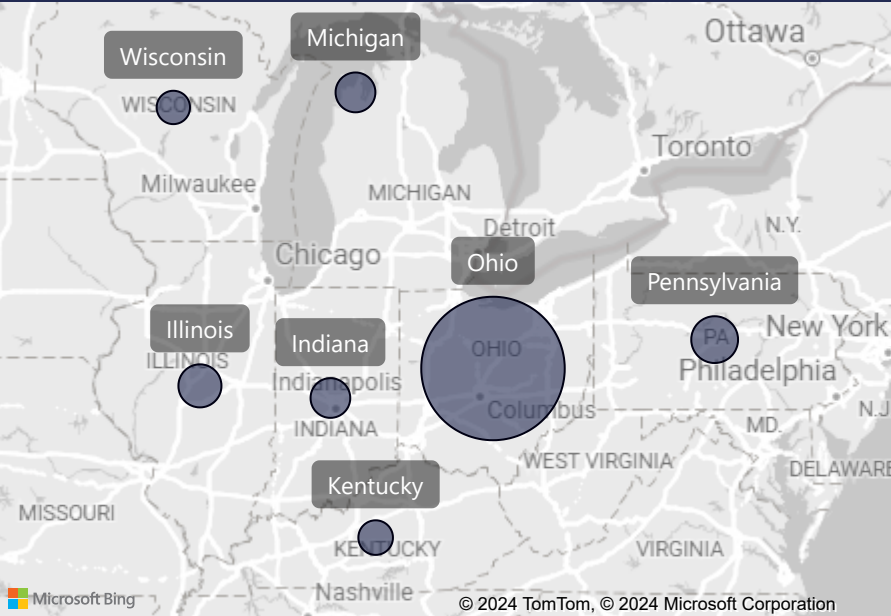 Michigan
Wisconsin
Ottawa
WISCONSIN
Toronto
Milwaukee
MICHIGAN
Detroit
N.Y.
Chicago
Ohio
Pennsylvania
Illinois
Indiana
New York
PA
OHIO
ILLINOIS
Philadelphia
Indianapolis
Columbus
N.J.
INDIANA
MD.
WEST VIRGINIA
DELAWARE
Kentucky
MISSOURI
KENTUCKY
VIRGINIA
Nashville
Microsoft Bing
© 2024 TomTom, © 2024 Microsoft Corporation